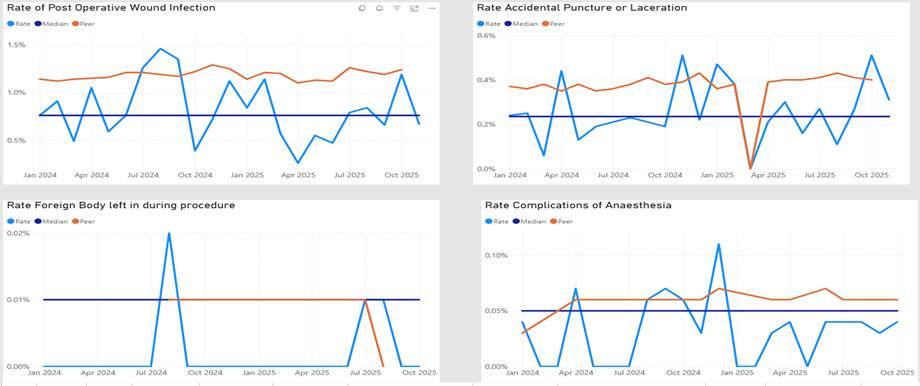 Rate of Post Operative Wound Infection
Rate Median Peer
1.5%
1.0%
0.5%
Jan 2024 Apr 2024 Jul 2024 Oct 2024 Jan 2025 Apr 2025 Jul 2025 Oct 2025
Rate Accidental Puncture or Laceration
Rate Median Peer
0.6%
0.4%
0.2%
0.0%
Jan 2024 Apr 2024 Jul 2024 Oct 2024 Jan 2025 Apr 2025 Jul 2025 Oct 2025
Rate Foreign Body left in during procedure
Rate Median Peer
0.02%
0.01%
0.00%
Jan 2024 Apr 2024 Jul 2024 Oct 2024 Jan 2025 Apr 2025 Jul 2025 Oct 2025
Rate Complications of Anaesthesia
Rate Median Peer
0.10%
0.05%
0.00%
Jan 2024 Apr 2024 Jul 2024 Oct 2024 Jan 2025 Apr 2025 Jul 2025 Oct 2025